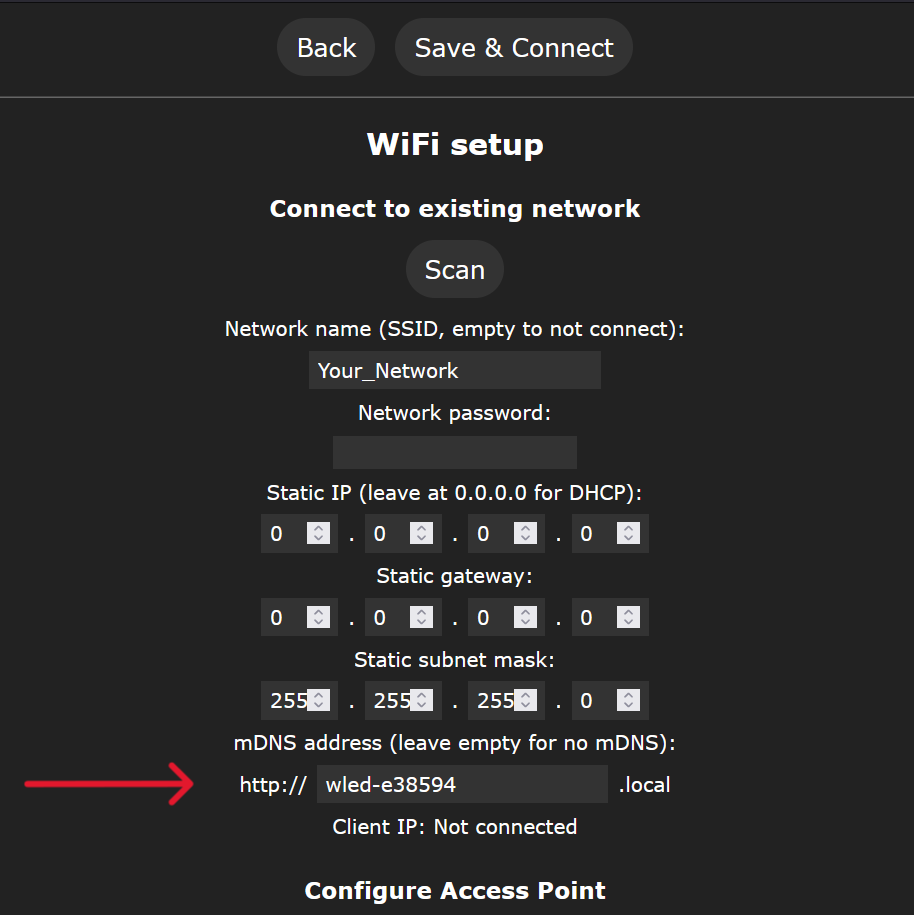 Back Save & Connect
WiFi setup
Connect to existing network
Scan
Network name (SSID, empty to not connect):
Your_Network
Network password:
Static IP (leave at 0.0.0.0 for DHCP):
0 . 0 . 0 . 0
Static gateway:
0 . 0 . 0 . 0
Static subnet mask:
255 . 255 . 255 . 0
mDNS address (leave empty for no mDNS):
http:// wled-e38594 .local
Client IP: Not connected
Configure Access Point